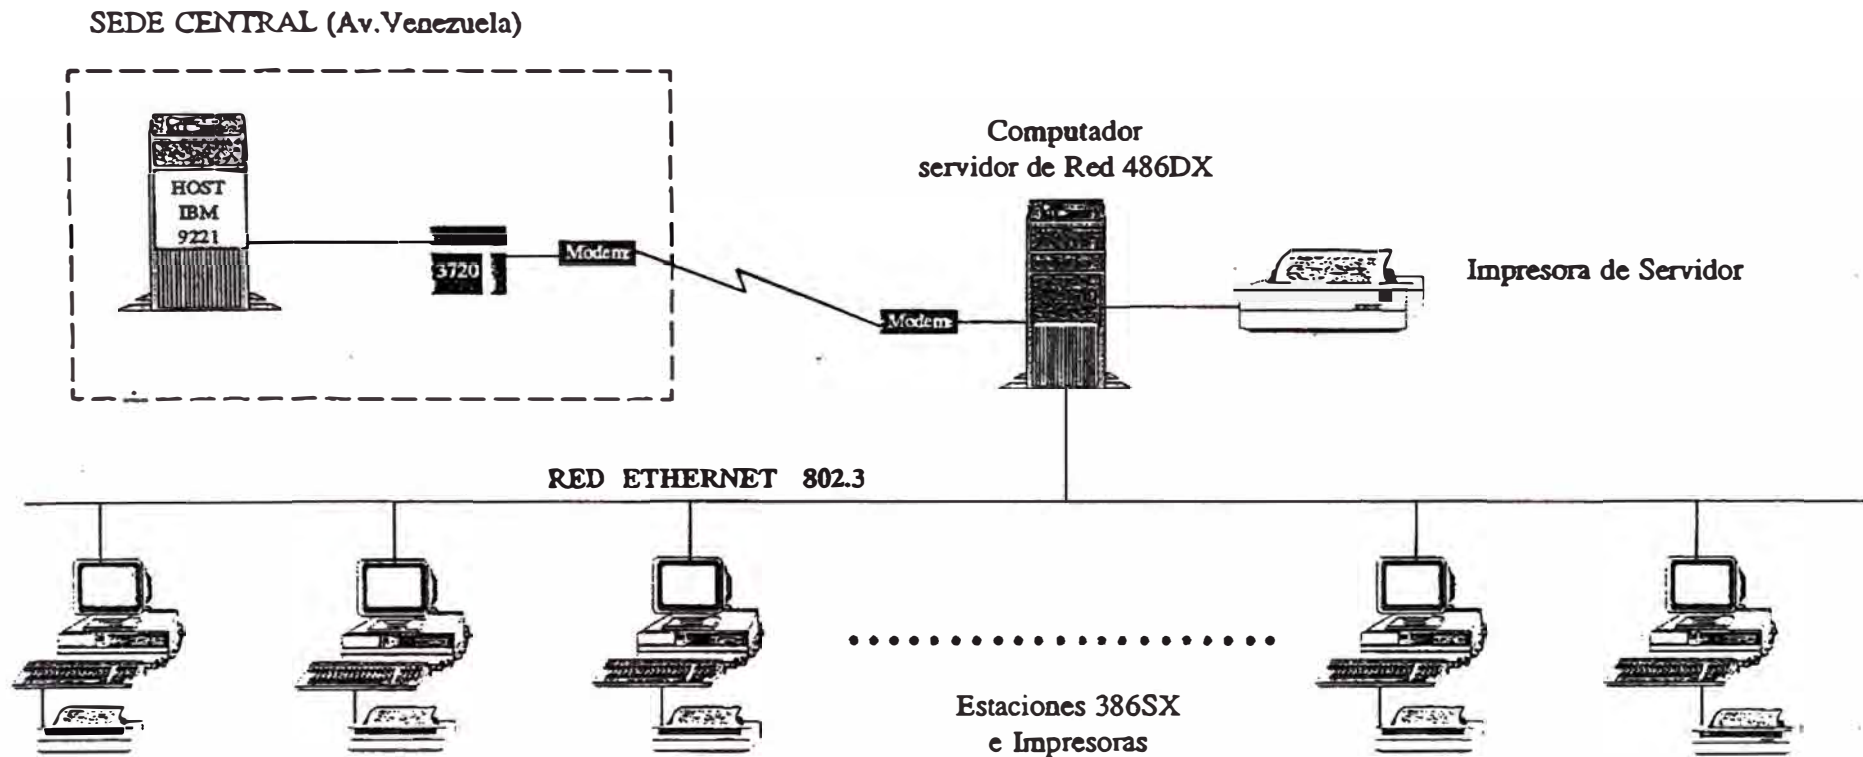 SEDE CENTRAL (Av.Venezuela)
HOST
IBM
9221
3720
Modem
Modem
Computador
servidor de Red 486DX
Impresora de Servidor
RED ETHERNET 802.3
Estaciones 386SX
e Impresoras